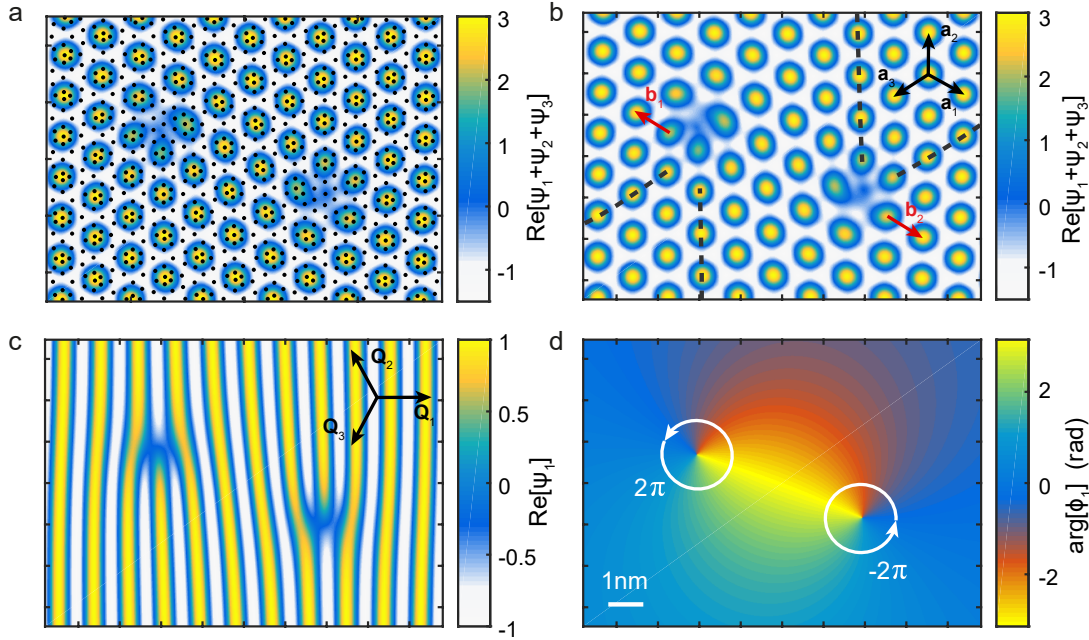 a
3
2
1
0
-1
Re[ψ₁+ψ₂+ψ₃]
b
a₂
a₃
a₁
b₁
b₂
3
2
1
0
-1
Re[ψ₁+ψ₂+ψ₃]
c
Q₂
Q₁
Q₃
1
0.5
0
-0.5
-1
Re[ψ₁]
d
2π
-2π
1nm
2
0
-2
arg[ϕ₁] (rad)